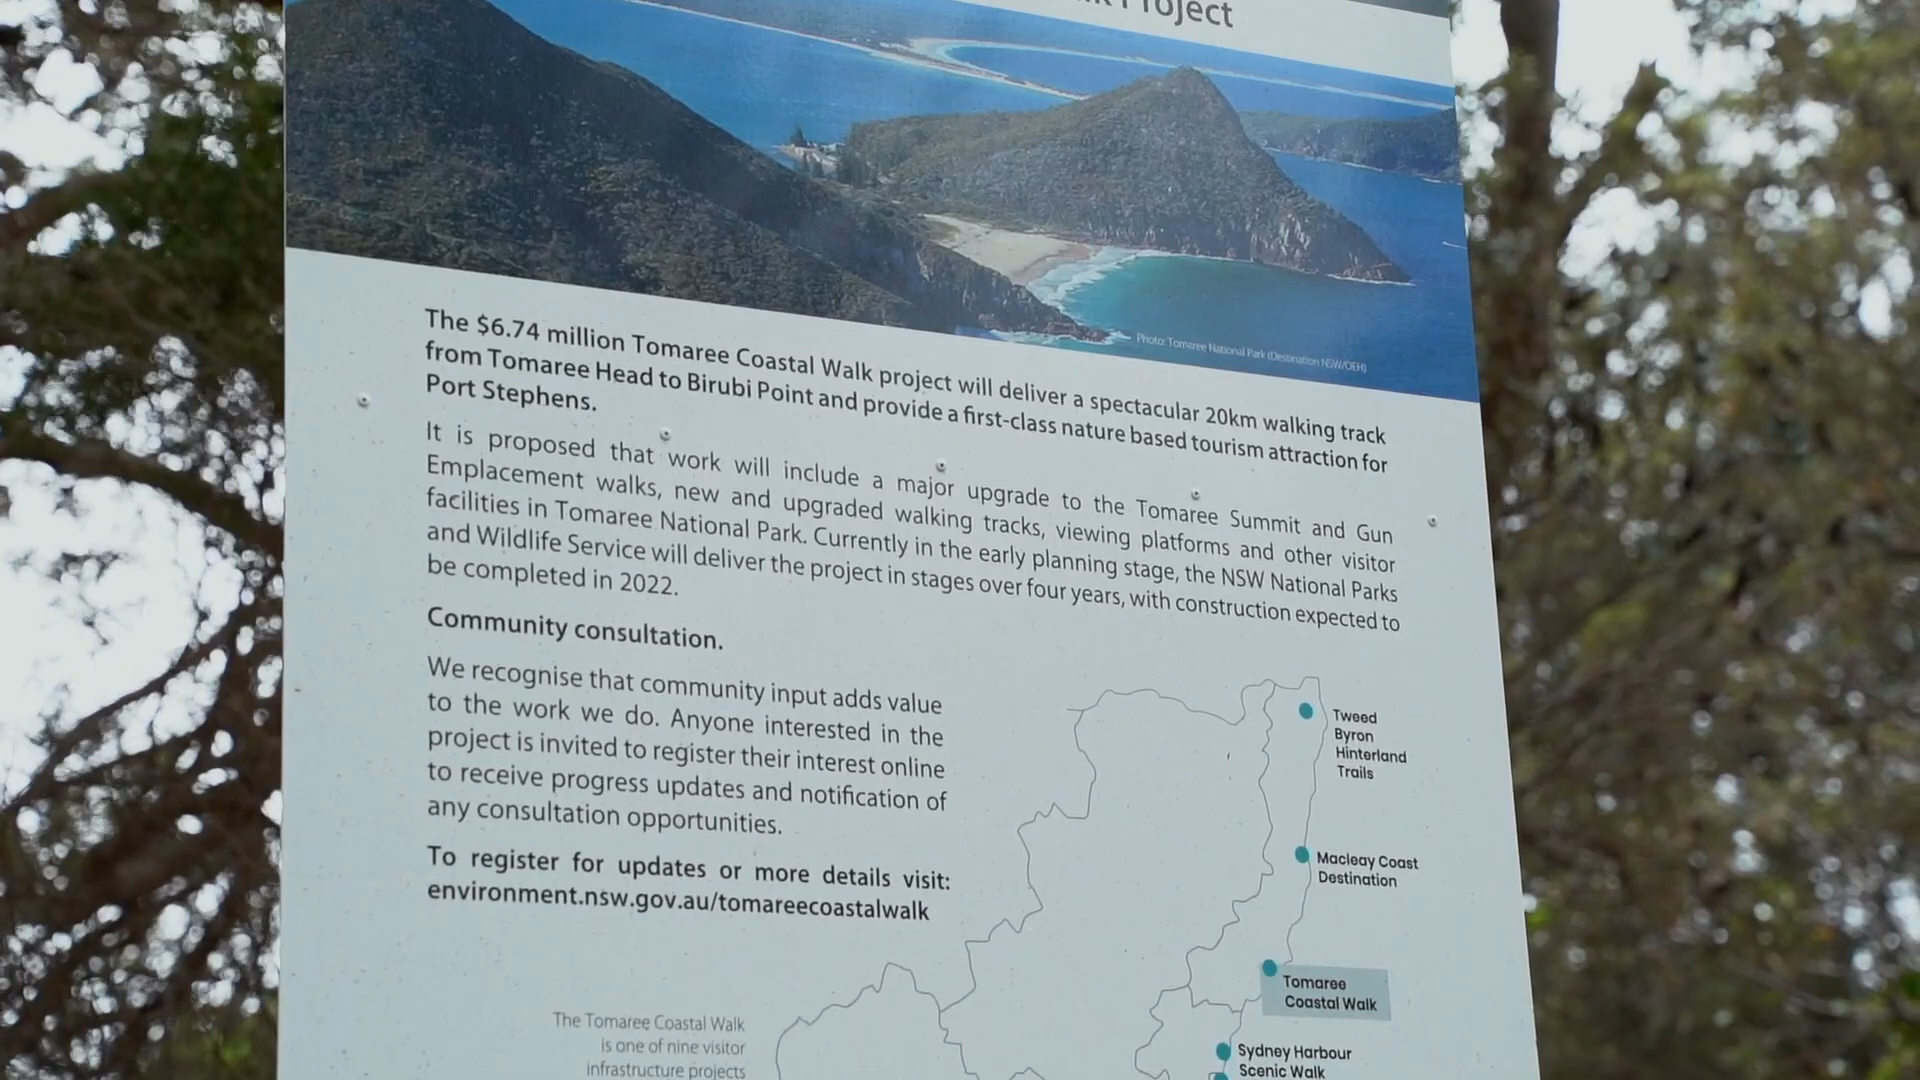 Project
Photo: Tomaree National Park (Destination NSW/OEH)
The $6.74 million Tomaree Coastal Walk project will deliver a spectacular 20km walking track
from Tomaree Head to Birubi Point and provide a first-class nature based tourism attraction for
Port Stephens.
It is proposed that work will include a major upgrade to the Tomaree Summit and Gun
Emplacement walks, new and upgraded walking tracks, viewing platforms and other visitor
facilities in Tomaree National Park. Currently in the early planning stage, the NSW National Parks
and Wildlife Service will deliver the project in stages over four years, with construction expected to
be completed in 2022.
Community consultation.
We recognise that community input adds value
to the work we do. Anyone interested in the
project is invited to register their interest online
to receive progress updates and notification of
any consultation opportunities.
To register for updates or more details visit:
environment.nsw.gov.au/tomareecoastalwalk
The Tomaree Coastal Walk
is one of nine visitor
infrastructure projects
Tweed
Byron
Hinterland
Trails
Macleay Coast
Destination
Tomaree
Coastal Walk
Sydney Harbour
Scenic Walk